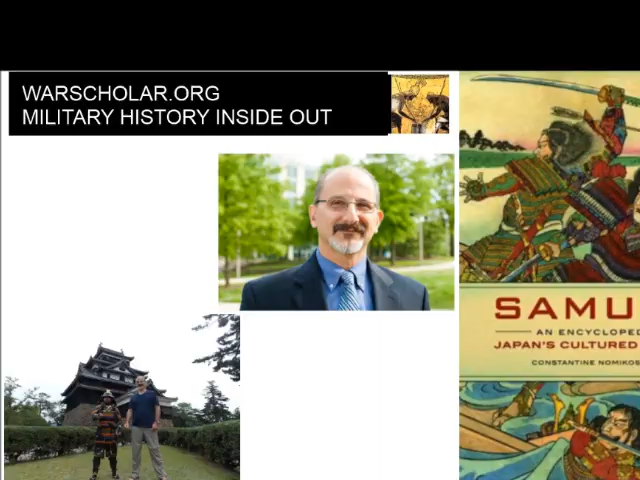 WARSCHOLAR.ORG
MILITARY HISTORY INSIDE OUT
SAMU
AN ENCYCLOPED
JAPAN'S CULTURED
CONSTANTINE NOMIKOS